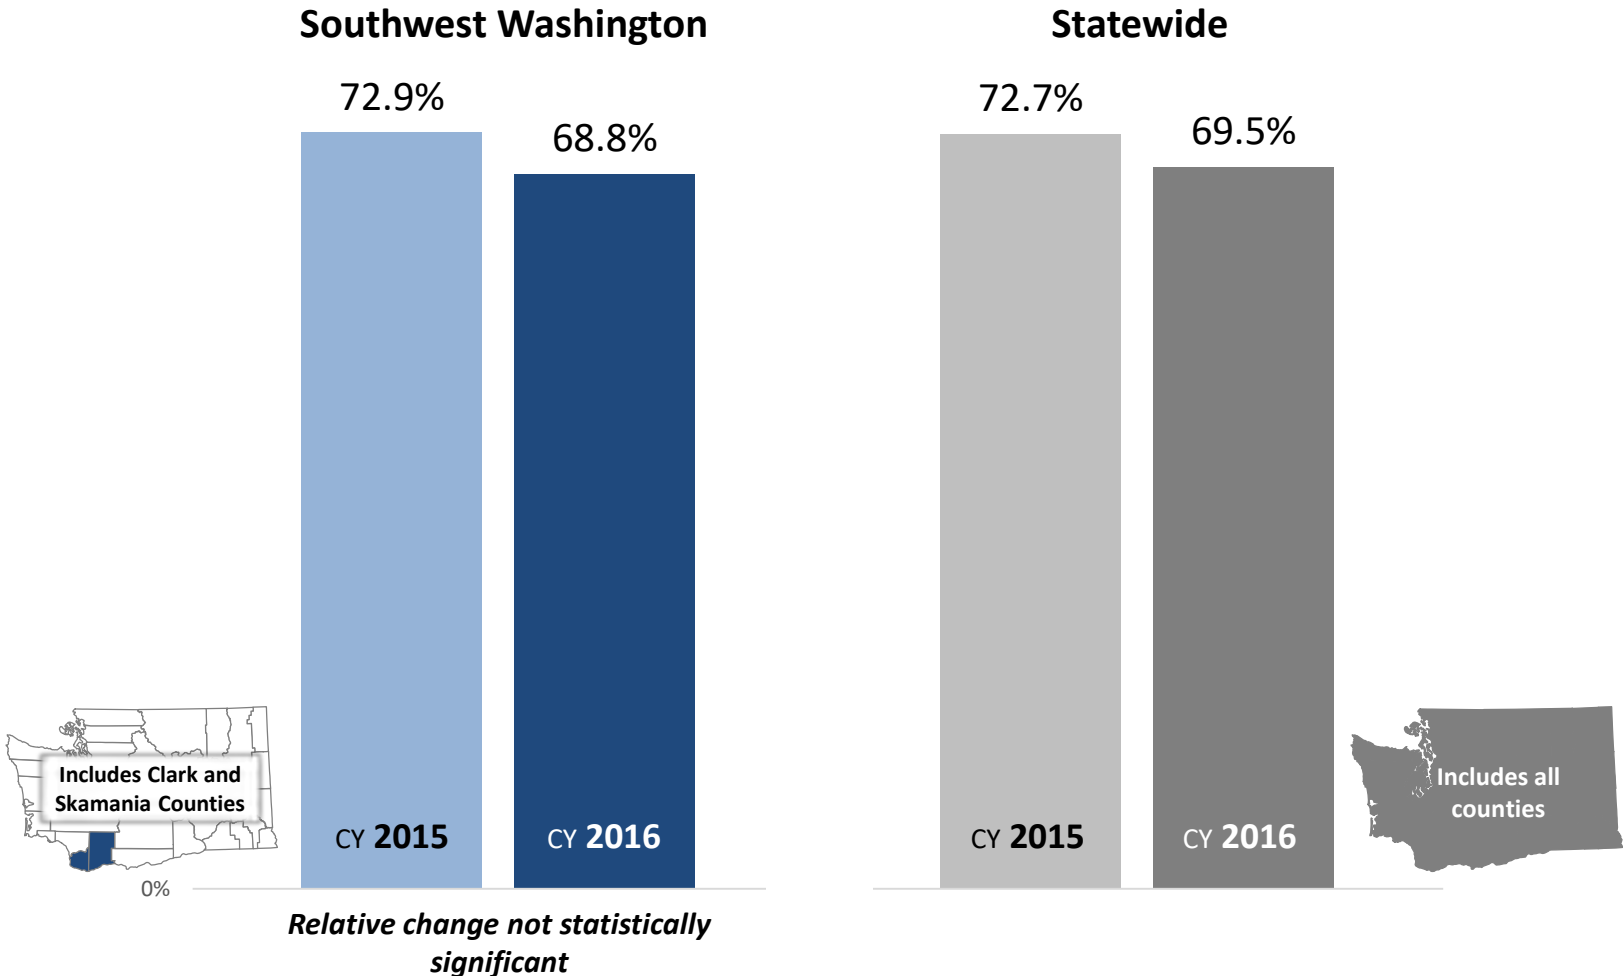 Southwest Washington
Statewide
72.9%
68.8%
72.7%
69.5%
Includes Clark and
Skamania Counties
Includes all
counties
CY 2015
CY 2016
CY 2015
CY 2016
0%
Relative change not statistically
significant